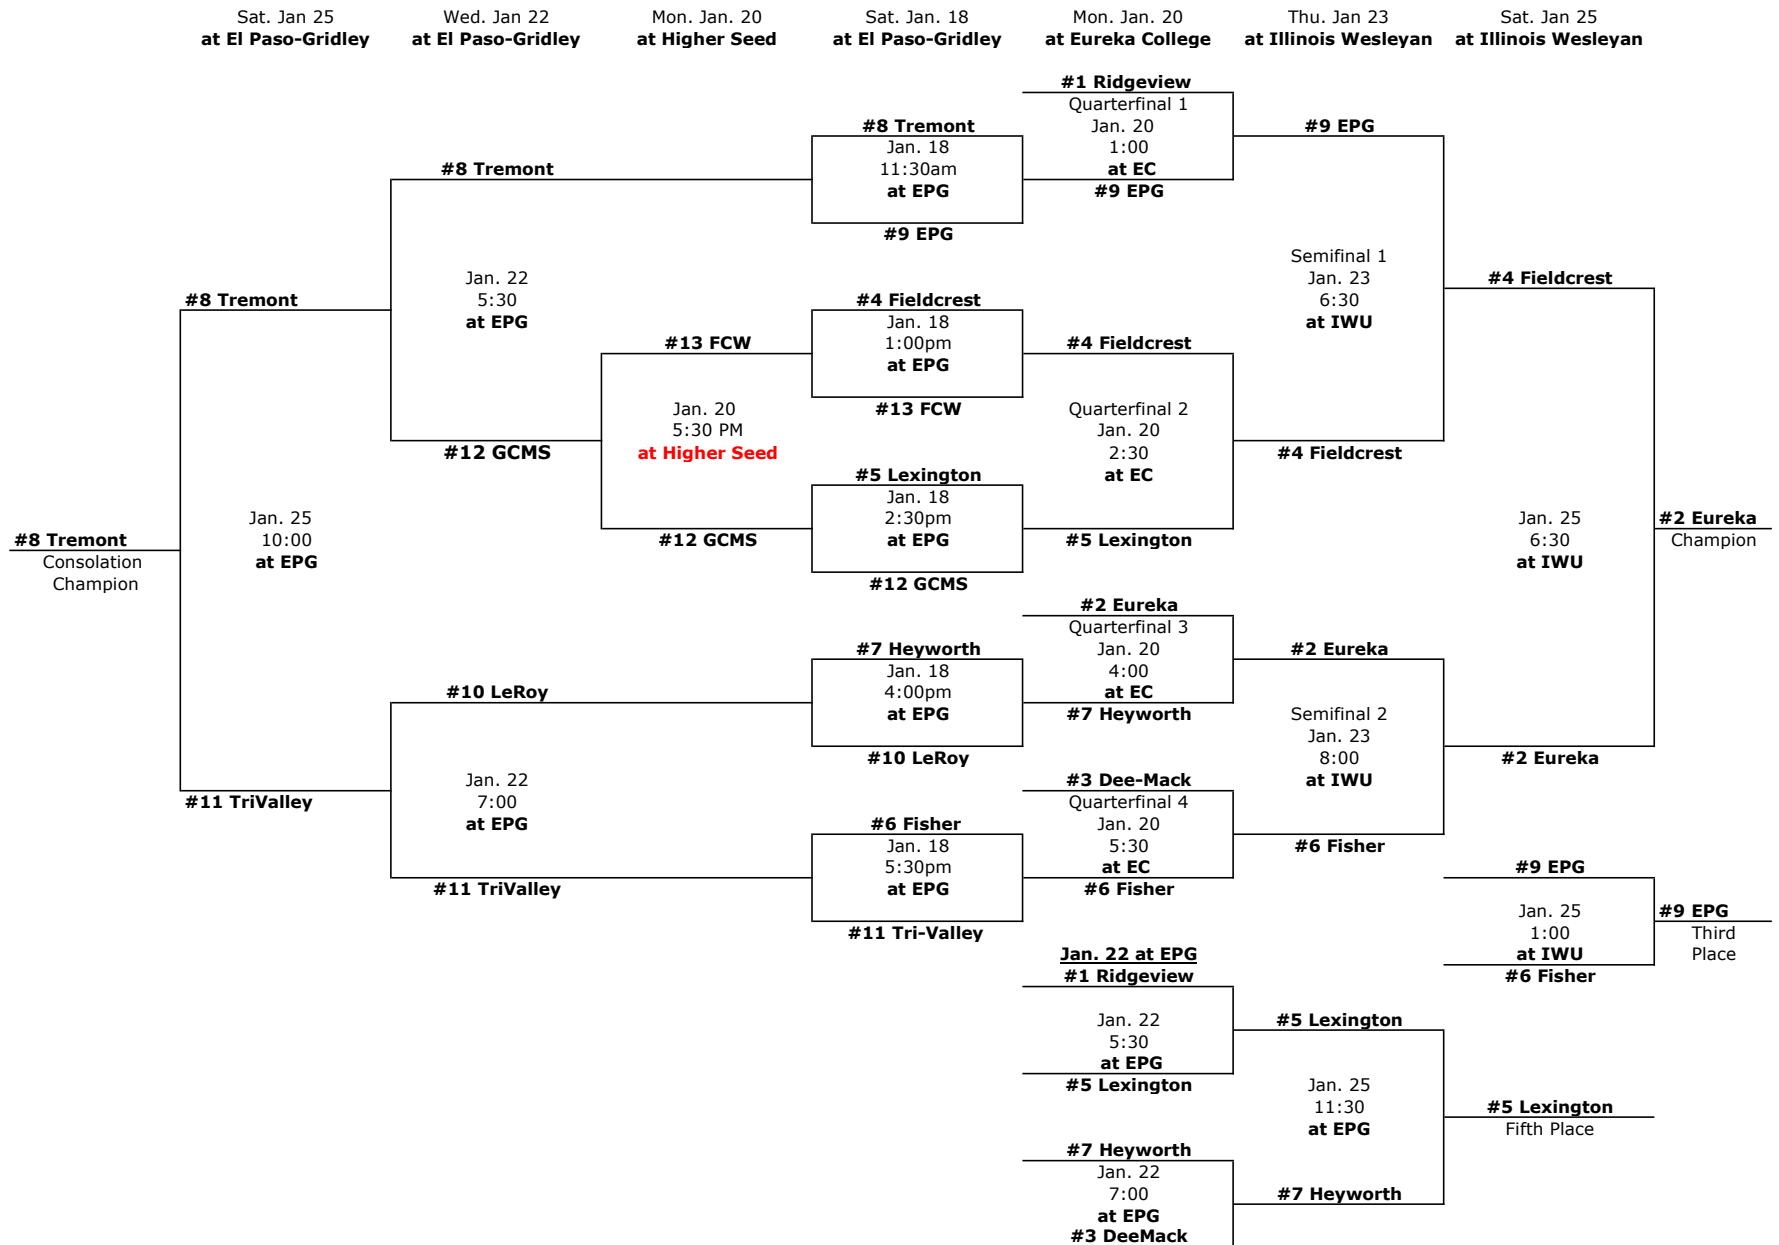 Sat. Jan 25 Wed. Jan 22 Mon. Jan. 20 Sat. Jan. 18 Mon. Jan. 20 Thu. Jan 23 Sat. Jan 25
at El Paso-Gridley at El Paso-Gridley at Higher Seed at El Paso-Gridley at Eureka College at Illinois Wesleyan at Illinois Wesleyan
#8 Tremont
Consolation
Champion
#8 Tremont
Jan. 25
10:00
at EPG
#11 TriValley
#8 Tremont
Jan. 22
5:30
at EPG
#12 GCMS
#10 LeRoy
Jan. 22
7:00
at EPG
#11 TriValley
#13 FCW
Jan. 20
5:30 PM
at Higher Seed
#12 GCMS
#8 Tremont
Jan. 18
11:30am
at EPG
#9 EPG
#4 Fieldcrest
Jan. 18
1:00pm
at EPG
#13 FCW
#5 Lexington
Jan. 18
2:30pm
at EPG
#12 GCMS
#7 Heyworth
Jan. 18
4:00pm
at EPG
#10 LeRoy
#6 Fisher
Jan. 18
5:30pm
at EPG
#11 Tri-Valley
#1 Ridgeview
Quarterfinal 1
Jan. 20
1:00
at EC
#9 EPG
#4 Fieldcrest
Quarterfinal 2
Jan. 20
2:30
at EC
#5 Lexington
#2 Eureka
Quarterfinal 3
Jan. 20
4:00
at EC
#7 Heyworth
#3 Dee-Mack
Quarterfinal 4
Jan. 20
5:30
at EC
#6 Fisher
Jan. 22 at EPG
#1 Ridgeview
Jan. 22
5:30
at EPG
#5 Lexington
#7 Heyworth
Jan. 22
7:00
at EPG
#3 DeeMack
#9 EPG
Semifinal 1
Jan. 23
6:30
at IWU
#4 Fieldcrest
#2 Eureka
Semifinal 2
Jan. 23
8:00
at IWU
#6 Fisher
#5 Lexington
Jan. 25
11:30
at EPG
#7 Heyworth
#4 Fieldcrest
Jan. 25
6:30
at IWU
#2 Eureka
#9 EPG
Jan. 25
1:00
at IWU
#6 Fisher
#5 Lexington
Fifth Place
#2 Eureka
Champion
#9 EPG
Third
Place